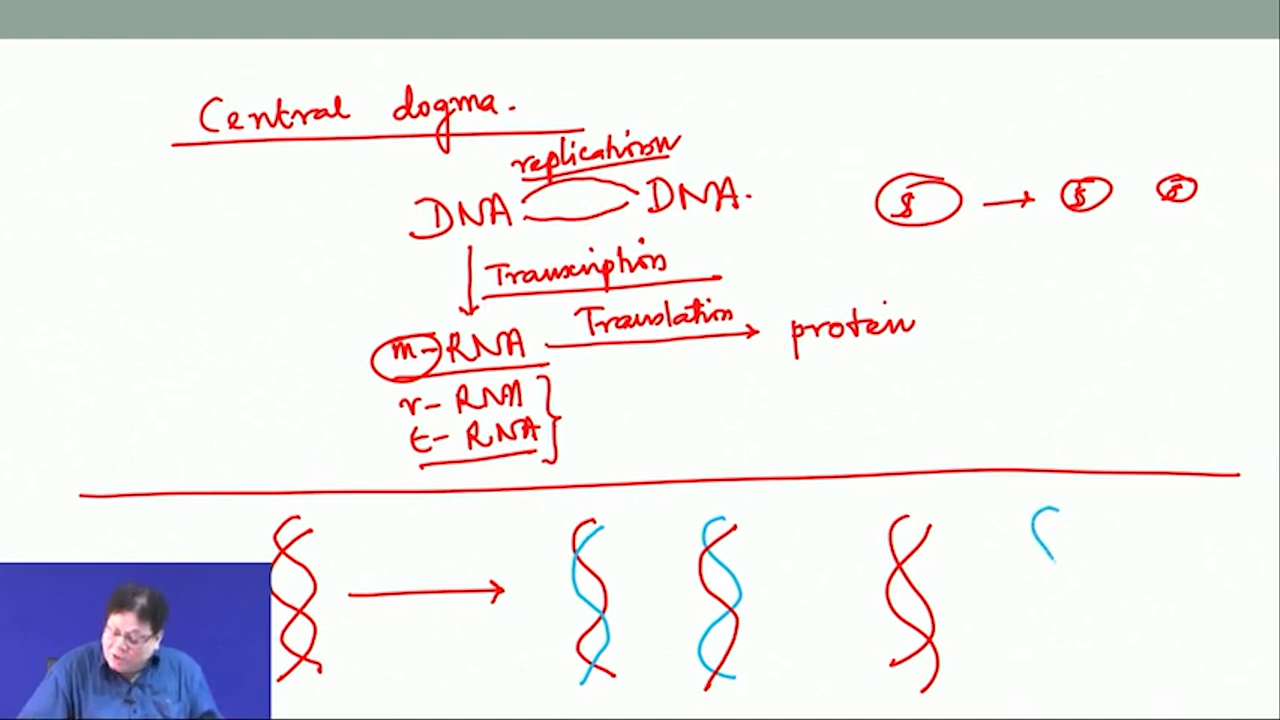 Central dogma.
replication
DNA DNA.
Transcription
Translation
m-RNA protein
r- RNA
t- RNA